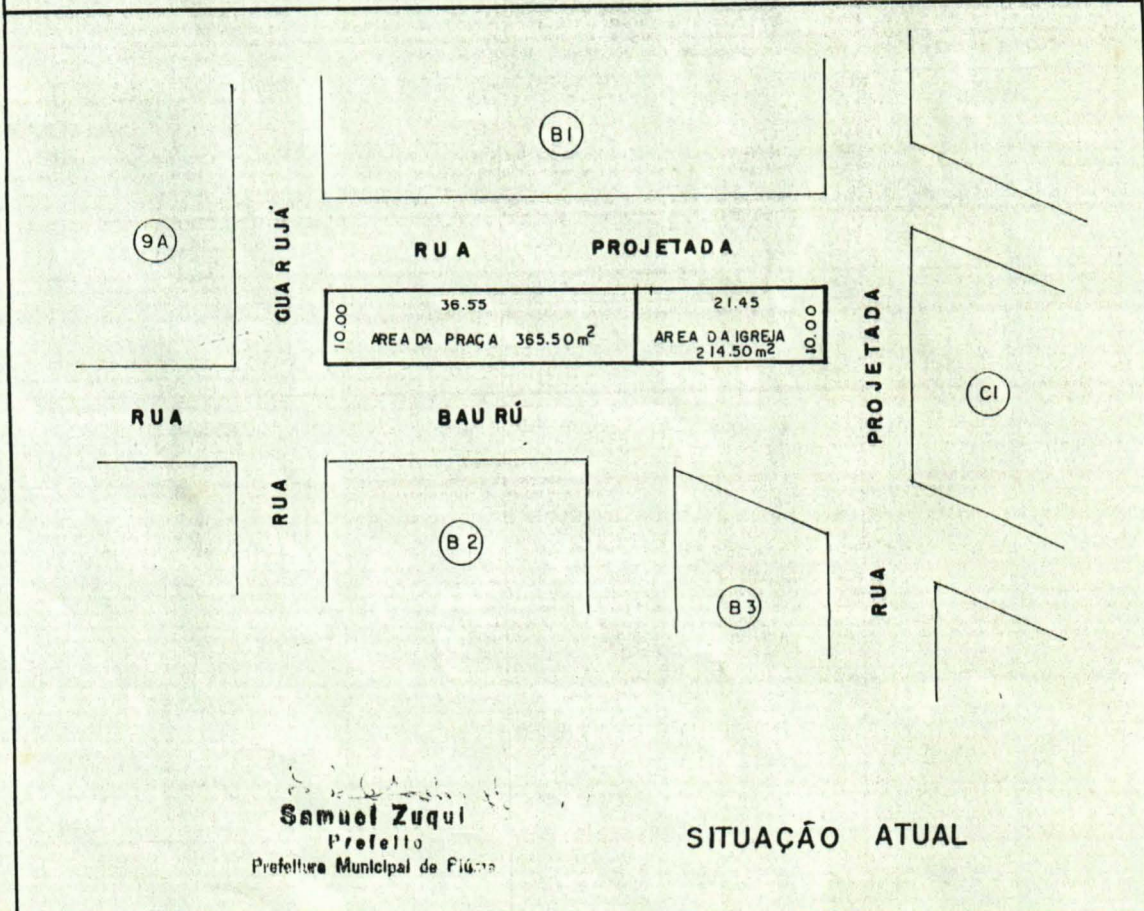 B1
9A
GUARUJÁ
RUA PROJETADA
10.00
36.55
AREA DA PRAÇA 365.50m²
21.45
AREA DA IGREJA
214.50m²
10.00
PROJETADA
C1
RUA BAURÚ
RUA
B2
B3
RUA
Samuel Zuqui
Prefeito
Prefeitura Municipal de
SITUAÇÃO ATUAL